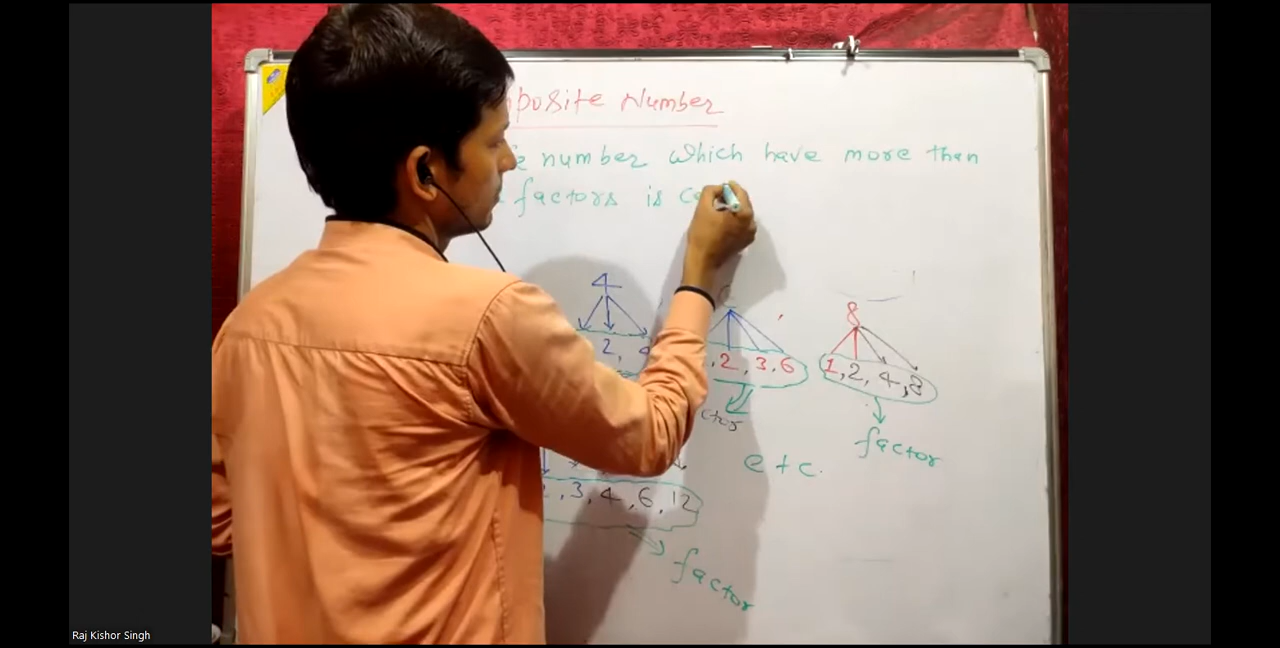 posite Number
number which have more then
factors is
4
8
2, 4
, 2, 3, 6
1, 2, 4, 8
ctor
factor
etc.
, 3, 4, 6, 12
factor
Raj Kishor Singh